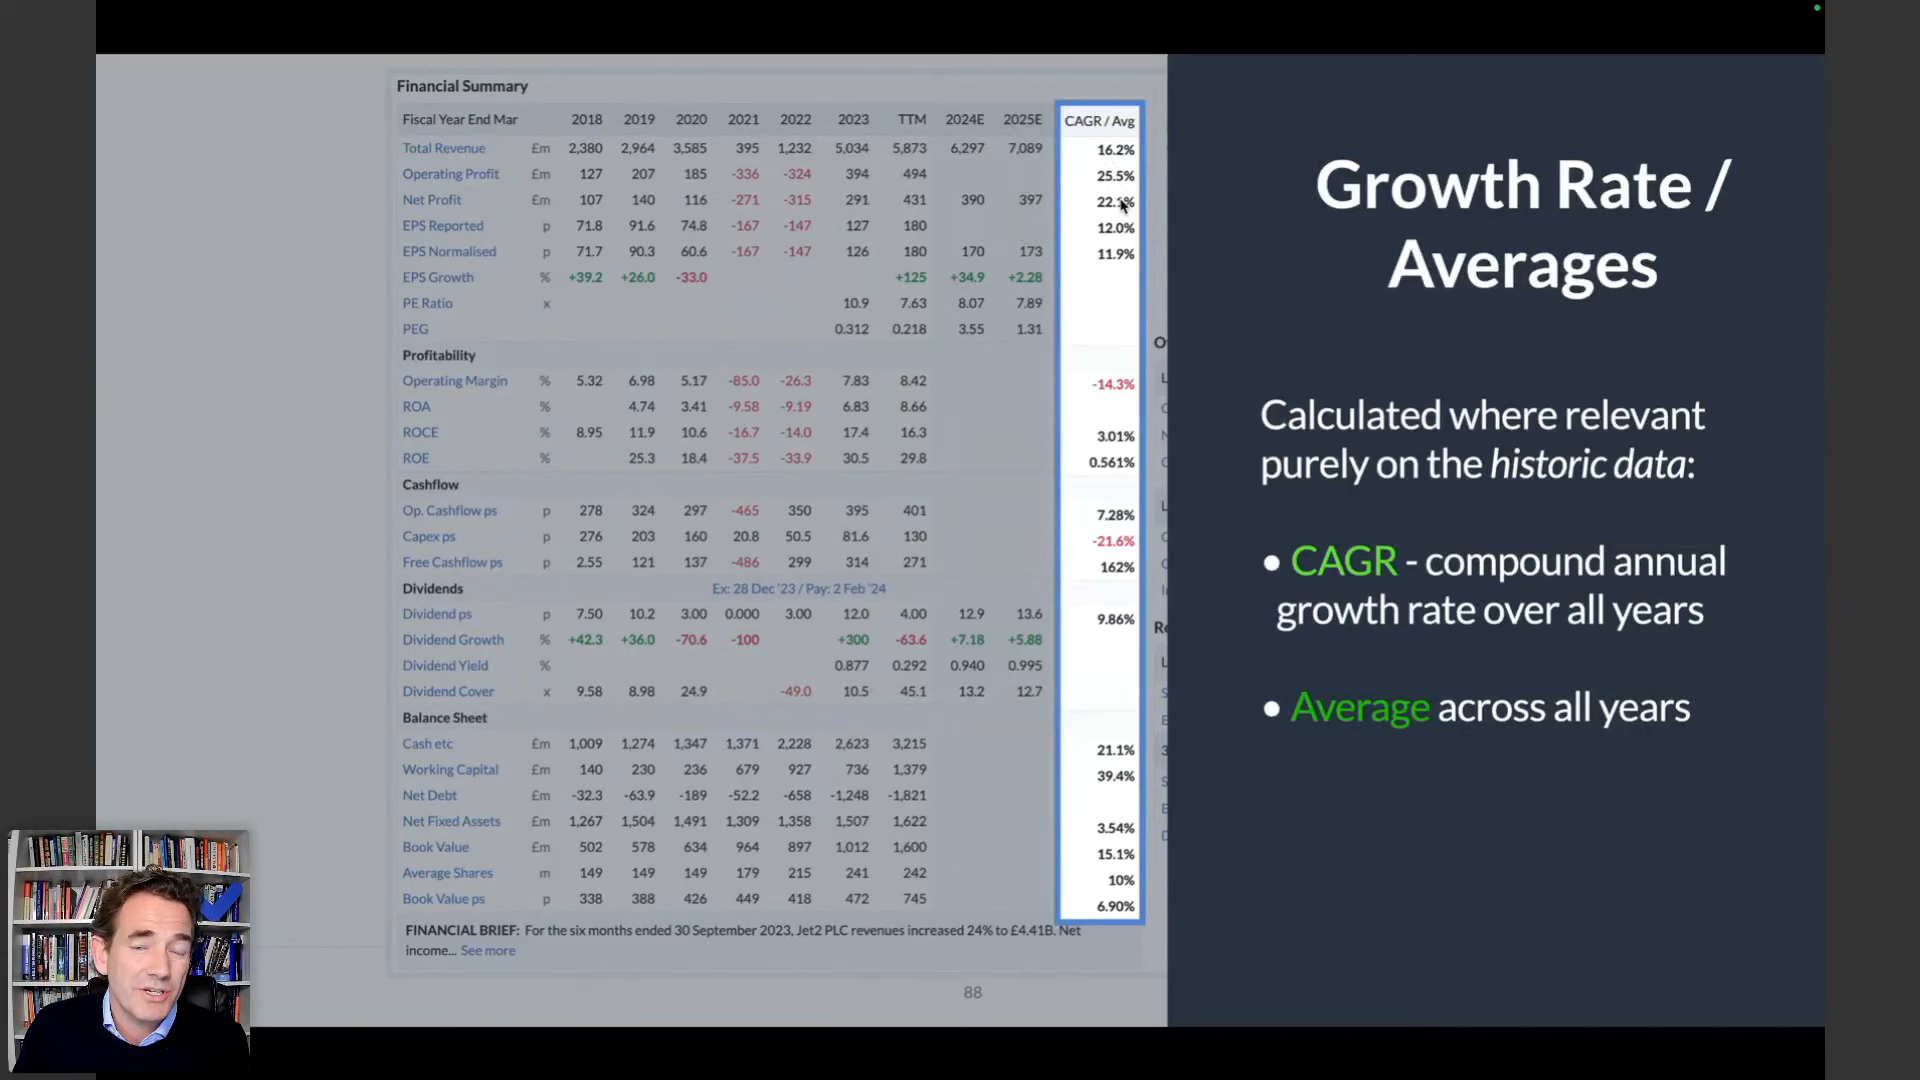 Financial Summary
Fiscal Year End Mar 2018 2019 2020 2021 2022 2023 TTM 2024E 2025E CAGR / Avg
Total Revenue £m 2,380 2,964 3,585 395 1,232 5,034 5,873 6,297 7,089 16.2%
Operating Profit £m 127 207 185 -336 -324 394 494 25.5%
Net Profit £m 107 140 116 -271 -315 291 431 390 397 22.1%
EPS Reported p 71.8 91.6 74.8 -167 -147 127 180 12.0%
EPS Normalised p 71.7 90.3 60.6 -167 -147 126 180 170 173 11.9%
EPS Growth % +39.2 +26.0 -33.0 +125 +34.9 +2.28
PE Ratio x 10.9 7.63 8.07 7.89
PEG 0.312 0.218 3.55 1.31
Profitability
Operating Margin % 5.32 6.98 5.17 -85.0 -26.3 7.83 8.42 -14.3%
ROA % 4.74 3.41 -9.58 -9.19 6.83 8.66
ROCE % 8.95 11.9 10.6 -16.7 -14.0 17.4 16.3 3.01%
ROE % 25.3 18.4 -37.5 -33.9 30.5 29.8 0.561%
Cashflow
Op. Cashflow ps p 278 324 297 -465 350 395 401 7.28%
Capex ps p 276 203 160 20.8 50.5 81.6 130 -21.6%
Free Cashflow ps p 2.55 121 137 -486 299 314 271 162%
Dividends Ex: 28 Dec '23 / Pay: 2 Feb '24
Dividend ps p 7.50 10.2 3.00 0.000 3.00 12.0 4.00 12.9 13.6 9.86%
Dividend Growth % +42.3 +36.0 -70.6 -100 +300 -63.6 +7.18 +5.88
Dividend Yield % 0.877 0.292 0.940 0.995
Dividend Cover x 9.58 8.98 24.9 -49.0 10.5 45.1 13.2 12.7
Balance Sheet
Cash etc £m 1,009 1,274 1,347 1,371 2,228 2,623 3,215 21.1%
Working Capital £m 140 230 236 679 927 736 1,379 39.4%
Net Debt £m -32.3 -63.9 -189 -52.2 -658 -1,248 -1,821
Net Fixed Assets £m 1,267 1,504 1,491 1,309 1,358 1,507 1,622 3.54%
Book Value £m 502 578 634 964 897 1,012 1,600 15.1%
Average Shares m 149 149 149 179 215 241 242 10%
Book Value ps p 338 388 426 449 418 472 745 6.90%
FINANCIAL BRIEF: For the six months ended 30 September 2023, Jet2 PLC revenues increased 24% to £4.41B. Net
income... See more
88
Growth Rate /
Averages
Calculated where relevant
purely on the historic data:
• CAGR - compound annual
growth rate over all years
• Average across all years